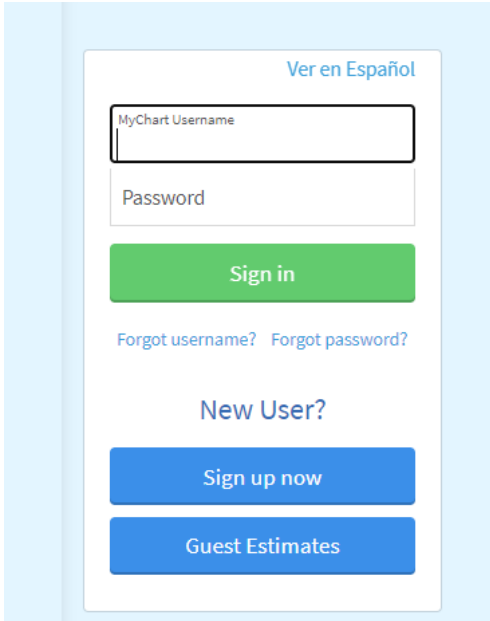 Ver en Español
MyChart Username
Password
Sign in
Forgot username? Forgot password?
New User?
Sign up now
Guest Estimates